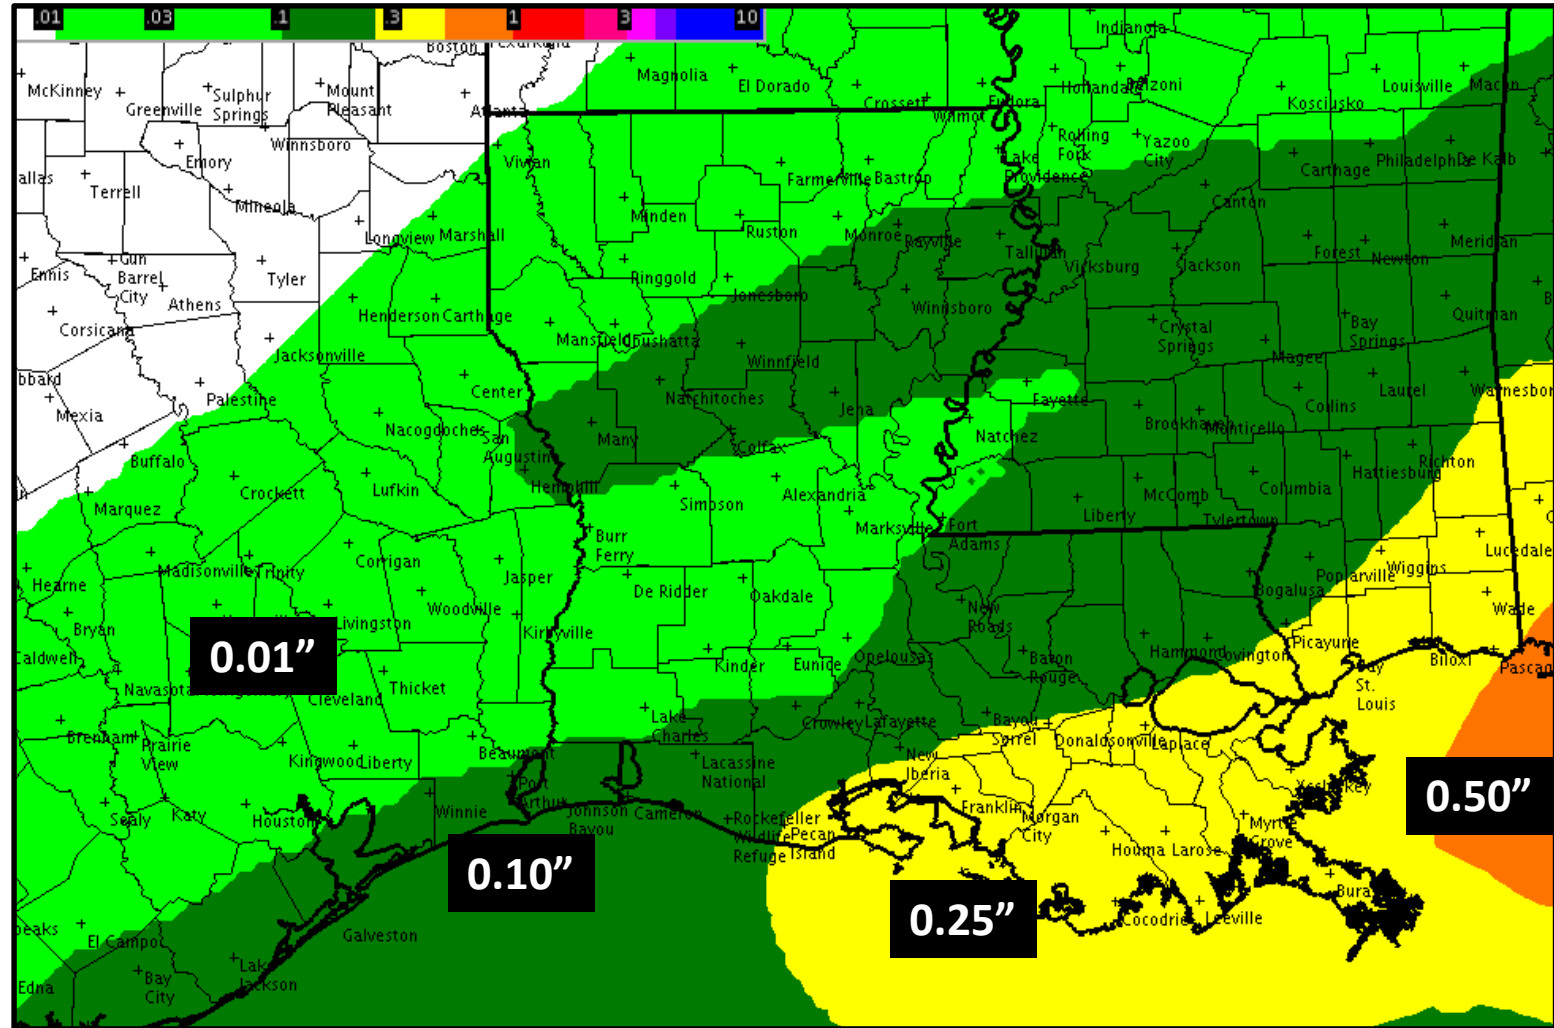 .01 .03 .1 .3 1 3 10
Boston
Indianola
McKinney
Greenville
Sulphur
Springs
Mount
Pleasant
Atlanta
Magnolia
El Dorado
Crossett
Wilmot
Eudora
Hollandale
Belzoni
Kosciusko
Louisville
Macon
Emory
Winnsboro
Vivian
Farmerville
Bastrop
Lake
Providence
Rolling
Fork
Yazoo
City
Carthage
Philadelphia
De Kalb
allas
Terrell
Mineola
Minden
Ruston
Monroe
Rayville
Tallulah
Canton
Longview
Marshall
Vicksburg
Jackson
Forest
Newton
Meridian
Ennis
Gun
Barrel
City
Tyler
Athens
Ringgold
Jonesboro
Winnsboro
Henderson
Carthage
Corsicana
Jacksonville
Mansfield
Coushatta
Winnfield
Crystal
Springs
Magee
Bay
Springs
Quitman
bbard
Mexia
Palestine
Center
Natchitoches
Jena
Fayette
Collins
Laurel
Waynesbor
Nacogdoches
San
Augustine
Many
Colfax
Natchez
Brookhaven
Monticello
Buffalo
Crockett
Lufkin
Hemphill
Simpson
Alexandria
McComb
Columbia
Hattiesburg
Richton
Marquez
Marksville
Fort
Adams
Liberty
Tylertown
Burr
Ferry
Lucedale
Hearne
Madisonville
Trinity
Corrigan
Jasper
De Ridder
Oakdale
Bogalusa
Poplarville
Wiggins
Bryan
Livingston
Woodville
Kirbyville
New
Roads
Wade
0.01”
Caldwell
Navasota
Cleveland
Thicket
Kinder
Eunice
Opelousas
Baton
Rouge
Hammond
Covington
Picayune
Bay
St.
Louis
Biloxi
Pascag
Brenham
Prairie
View
Kingwood
Liberty
Beaumont
Lake
Charles
Crowley
Lafayette
Bayou
Sorrel
Donaldsonville
Laplace
Sealy
Katy
Houston
Winnie
Port
Arthur
Johnson
Bayou
Cameron
Lacassine
National
New
Iberia
Franklin
Morgan
City
Rockefeller
Wildlife
Refuge
Pecan
Island
Houma
Larose
Myrtle
Grove
0.50”
0.10”
0.25”
El Campo
Galveston
Cocodrie
Leeville
Bura
Edna
Bay
City
Lake
Jackson